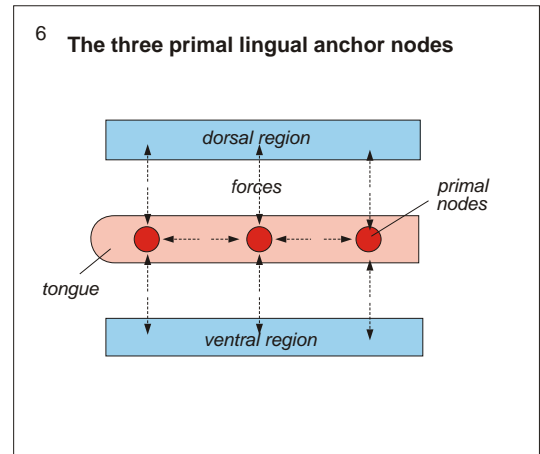 6
The three primal lingual anchor nodes
dorsal region
forces
primal
nodes
tongue
ventral region